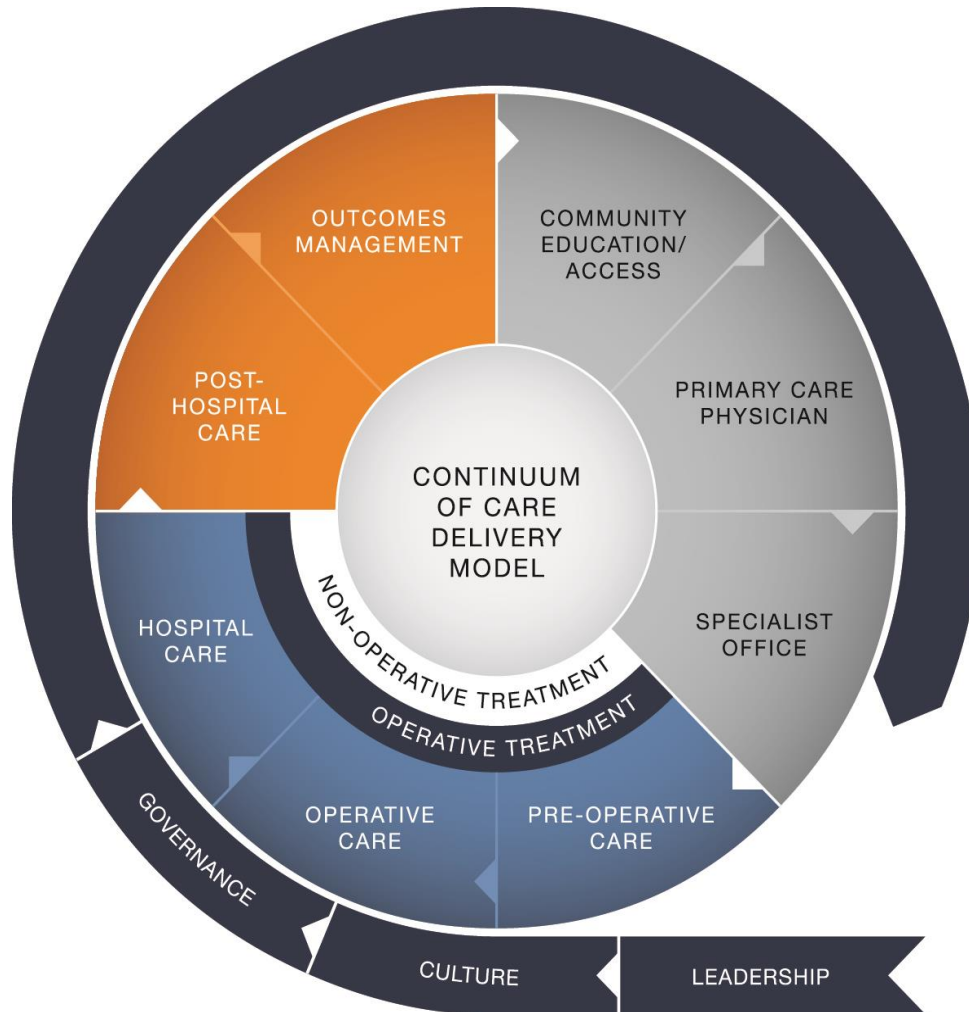 CONTINUUM
OF CARE
DELIVERY
MODEL
COMMUNITY
EDUCATION/
ACCESS
PRIMARY CARE
PHYSICIAN
SPECIALIST
OFFICE
PRE-OPERATIVE
CARE
OPERATIVE
CARE
HOSPITAL
CARE
POST-
HOSPITAL
CARE
OUTCOMES
MANAGEMENT
NON-OPERATIVE TREATMENT
OPERATIVE TREATMENT
LEADERSHIP
CULTURE
GOVERNANCE